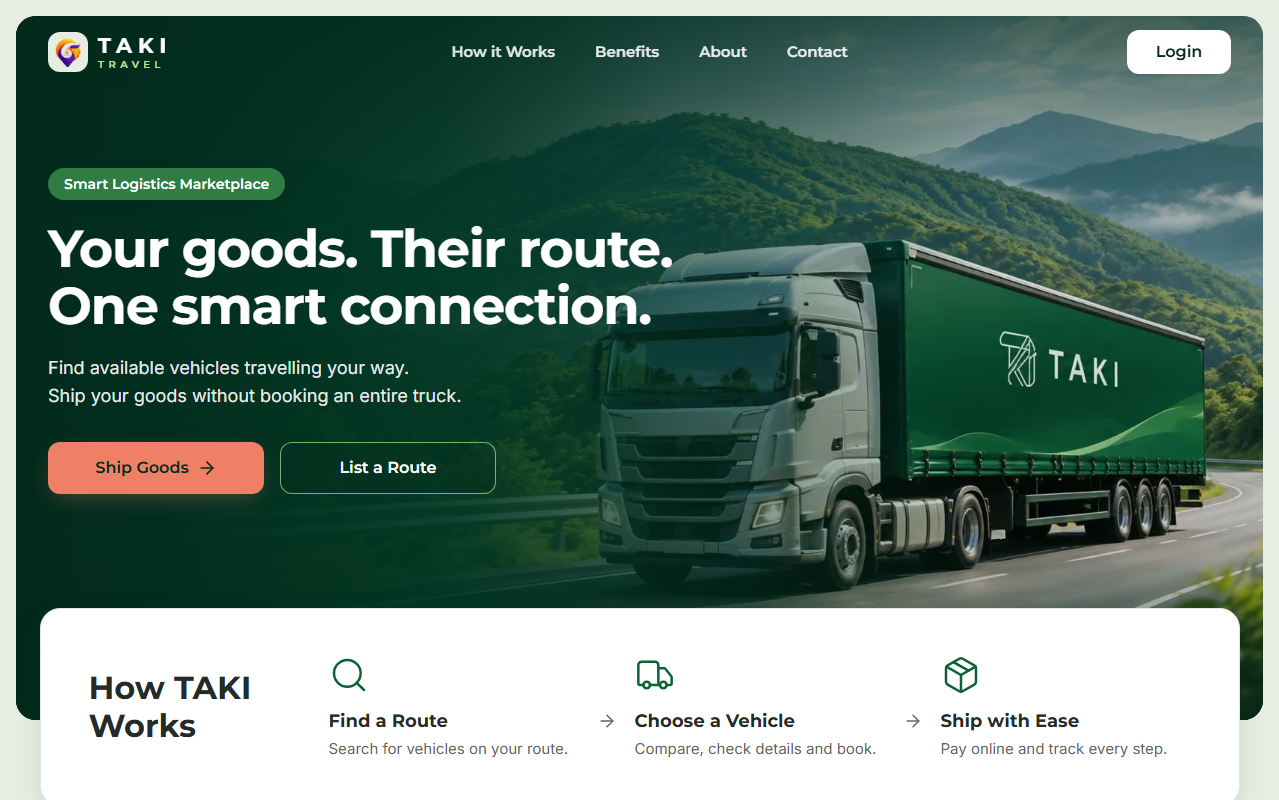 TAKI
TRAVEL
How it Works
Benefits
About
Contact
Login
Smart Logistics Marketplace
Your goods. Their route.
One smart connection.
Find available vehicles travelling your way.
Ship your goods without booking an entire truck.
Ship Goods
List a Route
TAKI
How TAKI
Works
Find a Route
Search for vehicles on your route.
Choose a Vehicle
Compare, check details and book.
Ship with Ease
Pay online and track every step.